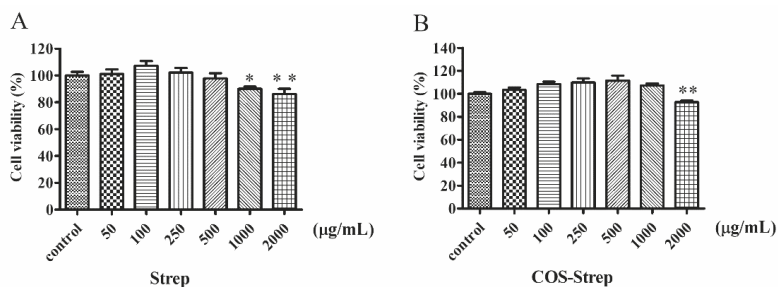 A
Cell viability (%)
120
100
80
60
40
20
0
* **
control 50 100 250 500 1000 2000 (μg/mL)
Strep
B
Cell viability (%)
140
120
100
80
60
40
20
0
**
control 50 100 250 500 1000 2000 (μg/mL)
COS-Strep